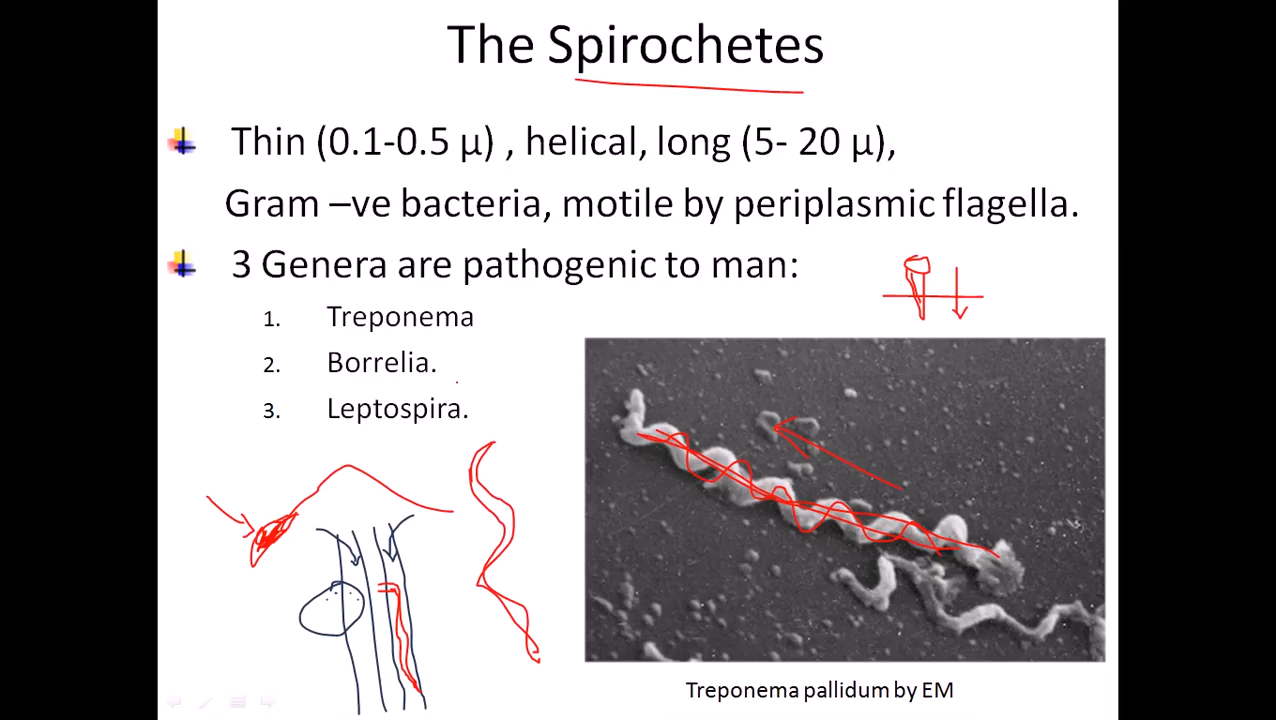 The Spirochetes
Thin (0.1-0.5 μ) , helical, long (5- 20 μ),
Gram –ve bacteria, motile by periplasmic flagella.
3 Genera are pathogenic to man:
1. Treponema
2. Borrelia.
3. Leptospira.
Treponema pallidum by EM